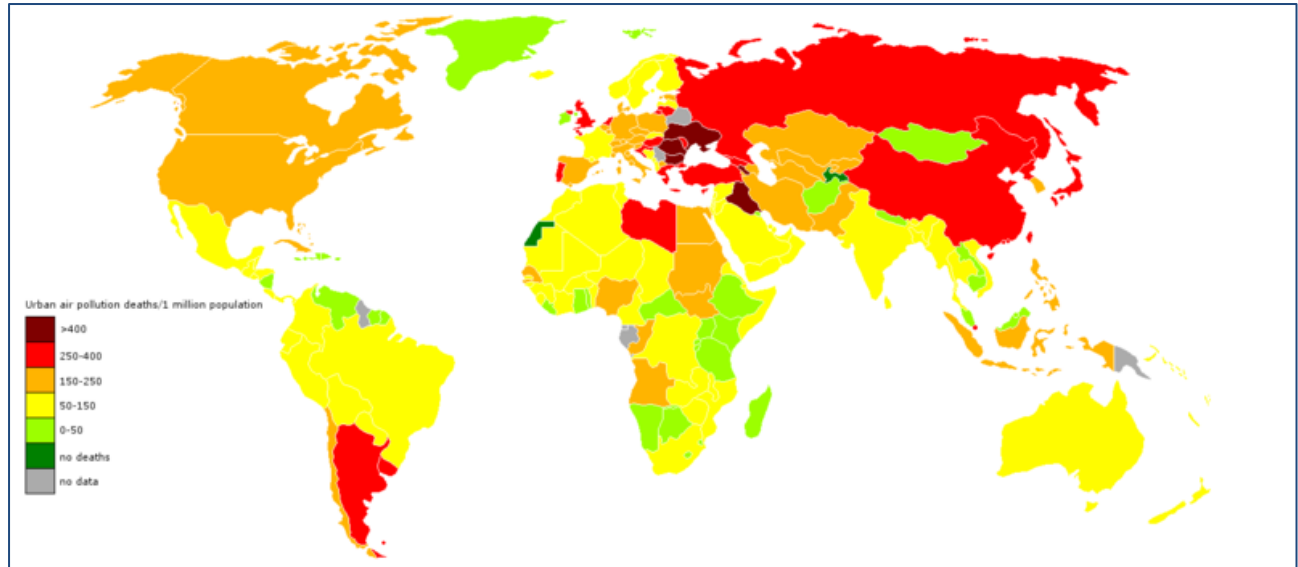 Urban air pollution deaths/1 million population
>400
250-400
150-250
50-150
0-50
no deaths
no data